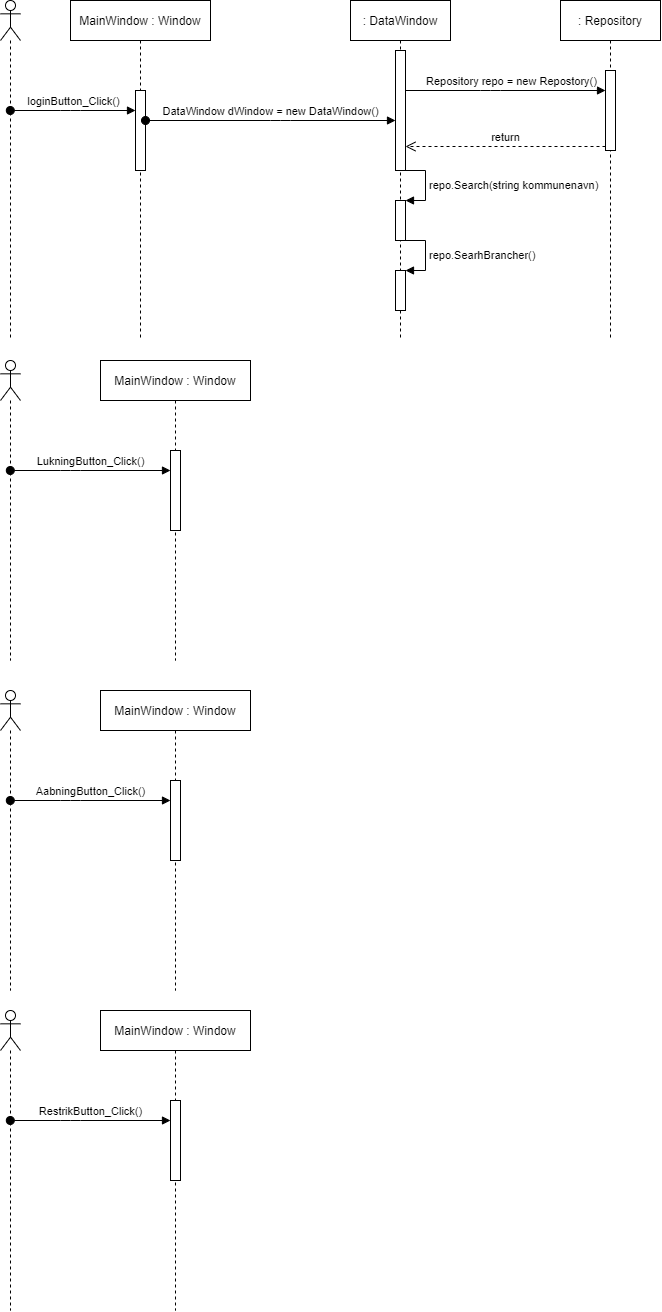 MainWindow : Window
: DataWindow
: Repository
loginButton_Click()
Repository repo = new Repostory()
DataWindow dWindow = new DataWindow()
return
repo.Search(string kommunenavn)
repo.SearhBrancher()
MainWindow : Window
LukningButton_Click()
MainWindow : Window
AabningButton_Click()
MainWindow : Window
RestrikButton_Click()